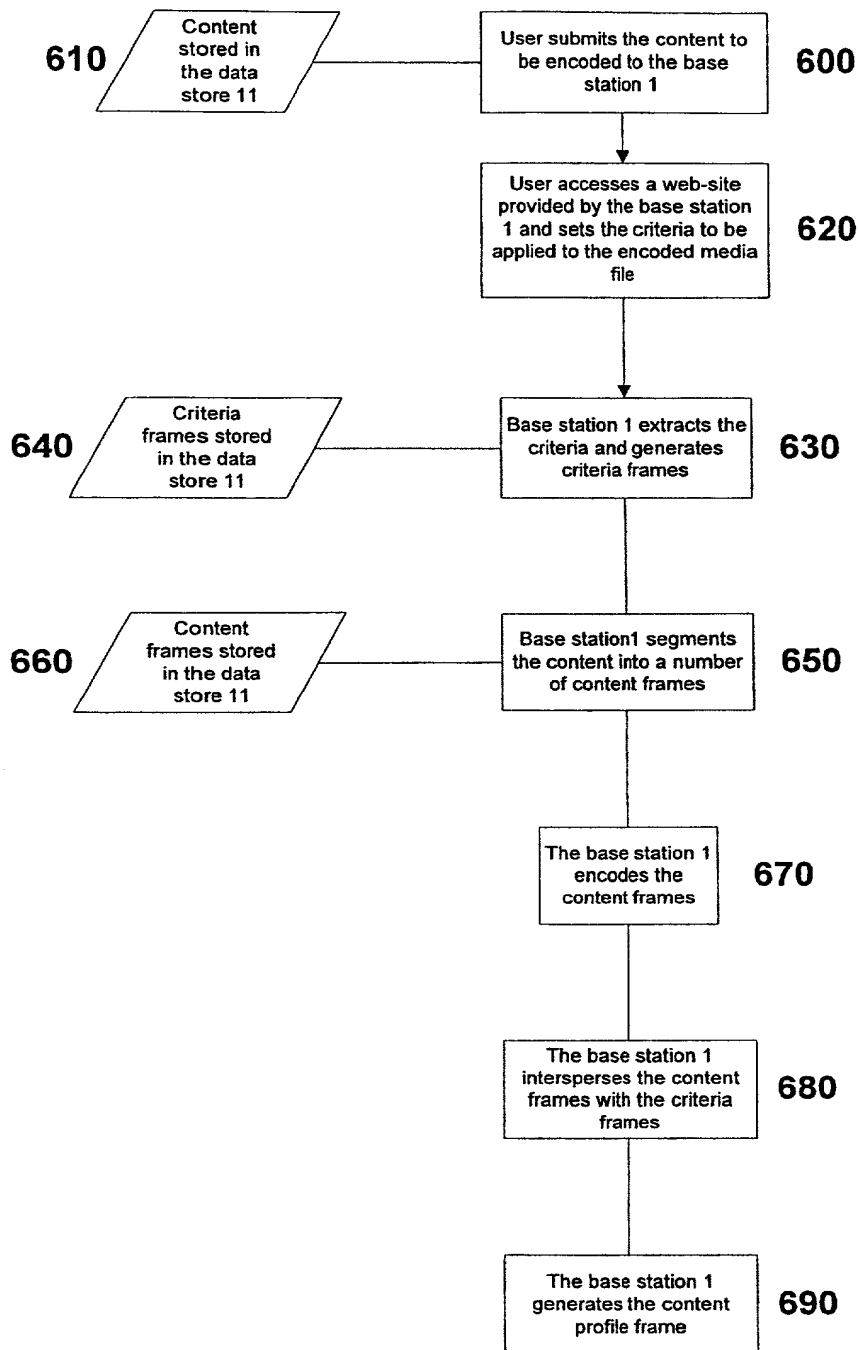 610
Content
stored in
the data
store 11
User submits the content to
be encoded to the base
station 1
600
User accesses a web-site
provided by the base station
1 and sets the criteria to be
applied to the encoded media
file
620
640
Criteria
frames stored
in the data
store 11
Base station 1 extracts the
criteria and generates
criteria frames
630
660
Content
frames stored
in the data
store 11
Base station1 segments
the content into a number
of content frames
650
The base station 1
encodes the
content frames
670
The base station 1
intersperses the content
frames with the criteria
frames
680
The base station 1
generates the content
profile frame
690